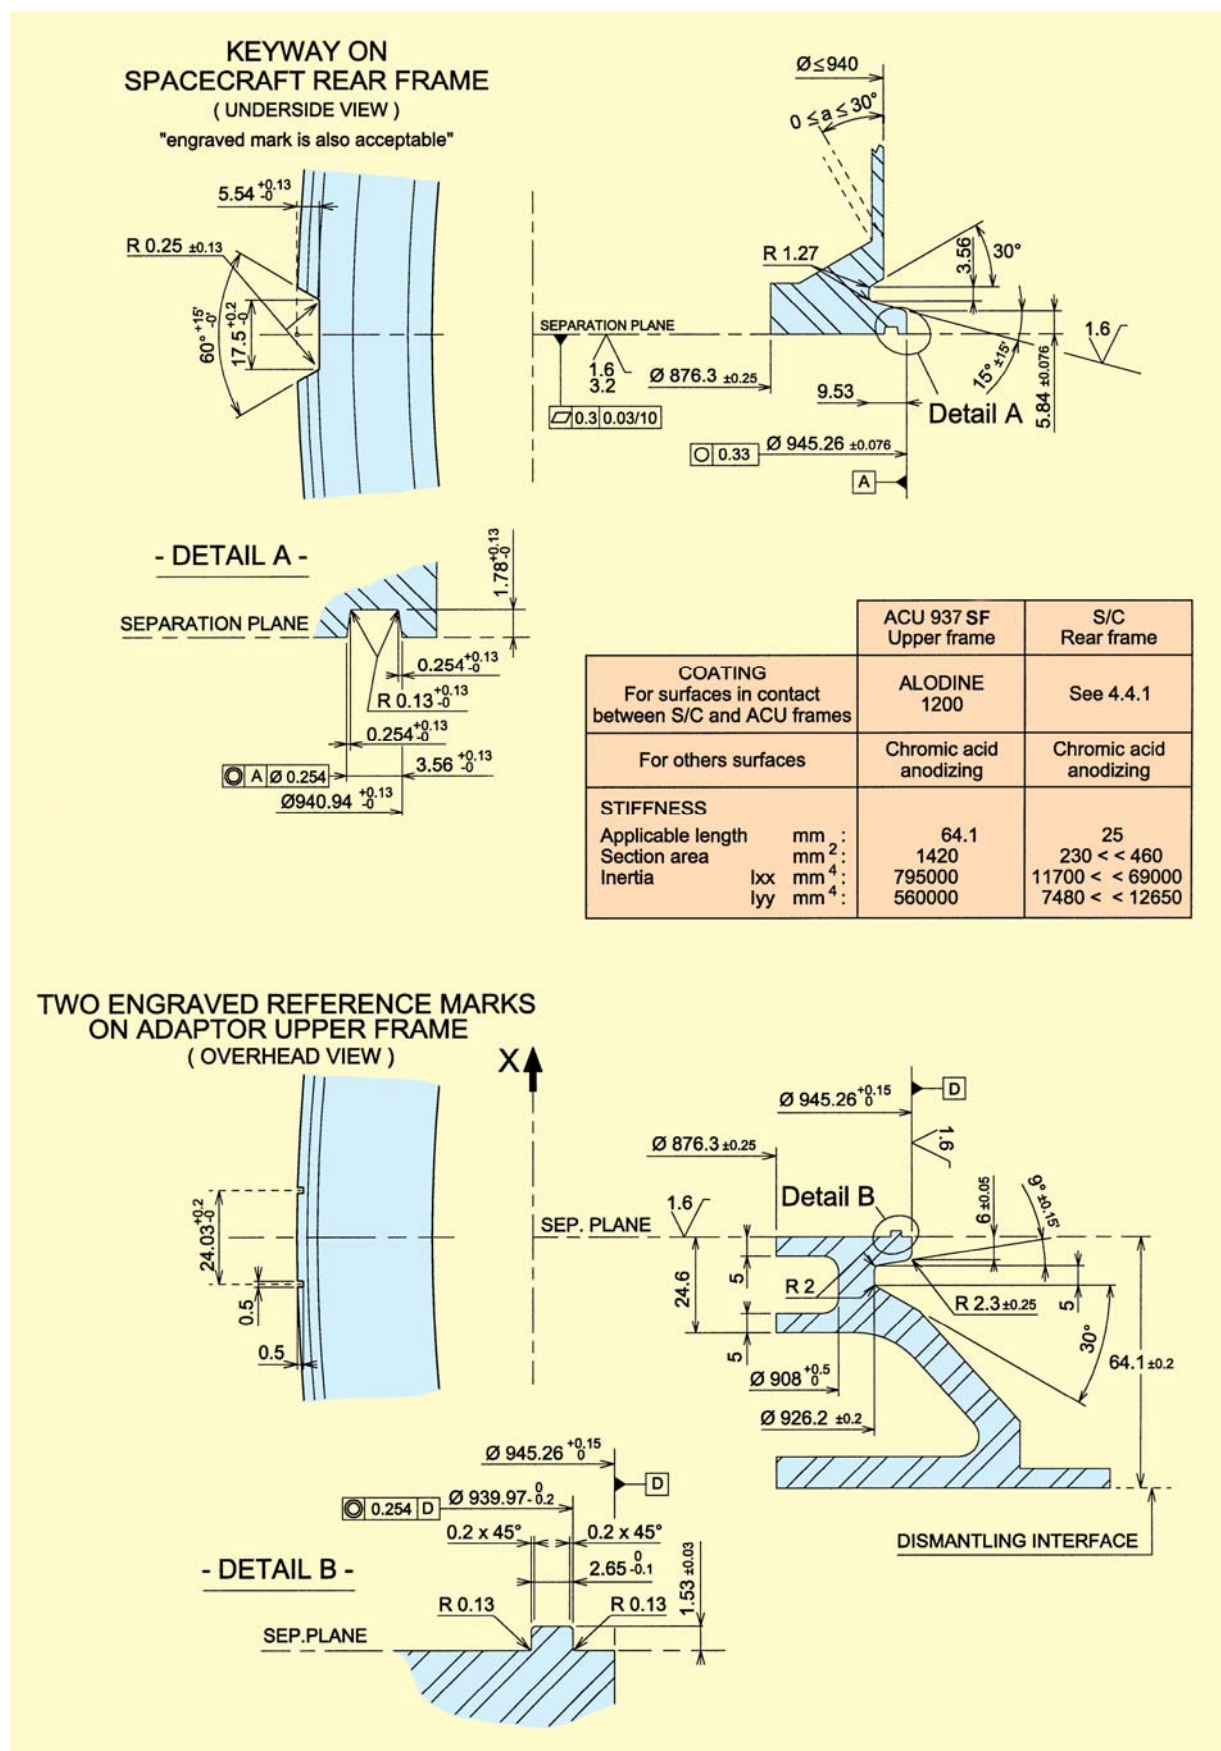 KEYWAY ON
SPACECRAFT REAR FRAME
( UNDERSIDE VIEW )
"engraved mark is also acceptable"
5.54 +0.13 -0
R 0.25 ±0.13
60° +15' -0'
17.5 +0.2 -0
Ø≤940
0 ≤a≤30°
R 1.27
3.56
30°
SEPARATION PLANE
1.6
3.2
Ø 876.3 ±0.25
0.3 0.03/10
9.53
Detail A
15° ±15'
5.84 ±0.076
1.6
0.33
Ø 945.26 ±0.076
A
- DETAIL A -
SEPARATION PLANE
1.78 +0.13 -0
0.254 +0.13 -0
R 0.13 +0.13 -0
0.254 +0.13 -0
A Ø 0.254
3.56 +0.13 -0
Ø940.94 +0.13 -0
ACU 937 SF
Upper frame
S/C
Rear frame
COATING
For surfaces in contact
between S/C and ACU frames
ALODINE
1200
See 4.4.1
For others surfaces
Chromic acid
anodizing
Chromic acid
anodizing
STIFFNESS
Applicable length mm : 64.1 25
Section area mm 2 : 1420 230 < < 460
Inertia Ixx mm 4 : 795000 11700 < < 69000
Iyy mm 4 : 560000 7480 < < 12650
TWO ENGRAVED REFERENCE MARKS
ON ADAPTOR UPPER FRAME
( OVERHEAD VIEW )
X
24.03 +0.2 -0
0.5
0.5
Ø 945.26 +0.15 0
D
Ø 876.3 ±0.25
1.6
Detail B
1.6
SEP. PLANE
6 ±0.05
9° ±0.15'
24.6
5
5
R 2
R 2.3 ±0.25
5
30°
64.1 ±0.2
Ø 908 +0.5 0
Ø 926.2 ±0.2
DISMANTLING INTERFACE
Ø 945.26 +0.15 0
D
0.254 D
Ø 939.97 0 -0.2
0.2 x 45°
0.2 x 45°
2.65 0 -0.1
1.53 ±0.03
- DETAIL B -
R 0.13
R 0.13
SEP.PLANE